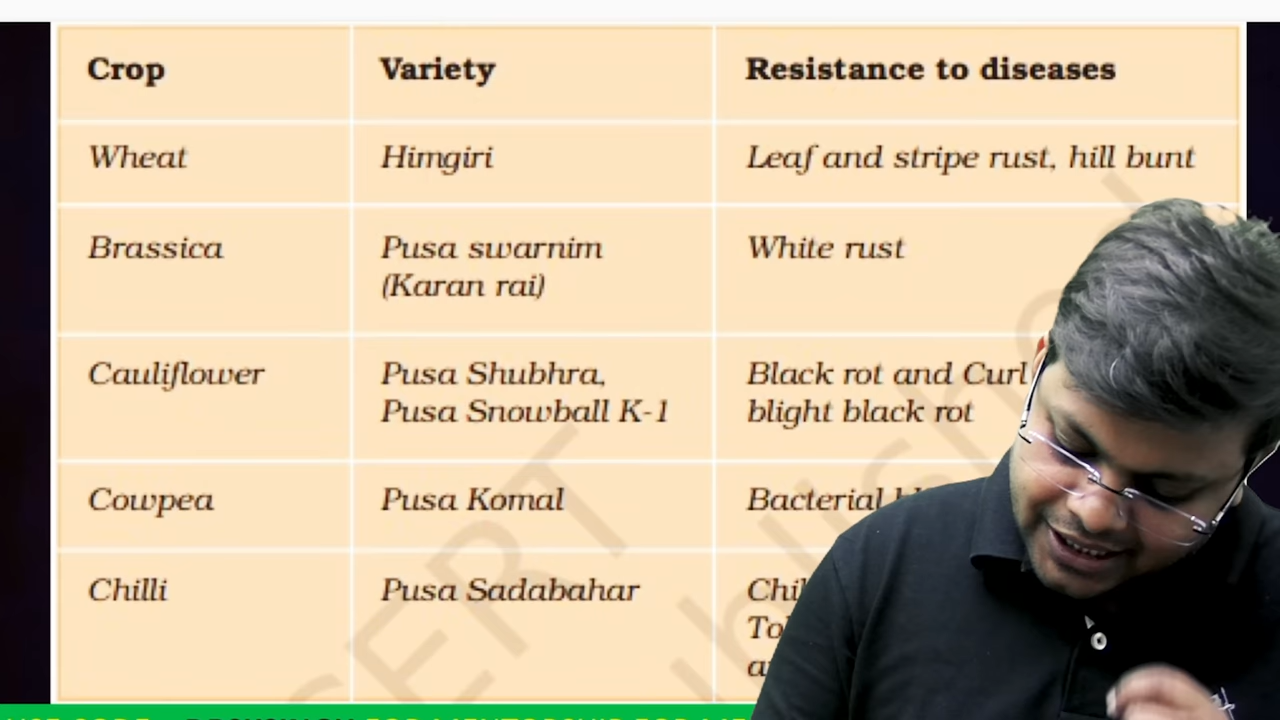 Crop Variety Resistance to diseases
Wheat Himgiri Leaf and stripe rust, hill bunt
Brassica Pusa swarnim White rust
(Karan rai)
Cauliflower Pusa Shubhra, Black rot and Curl
Pusa Snowball K-1 blight black rot
Cowpea Pusa Komal Bacterial
Chilli Pusa Sadabahar